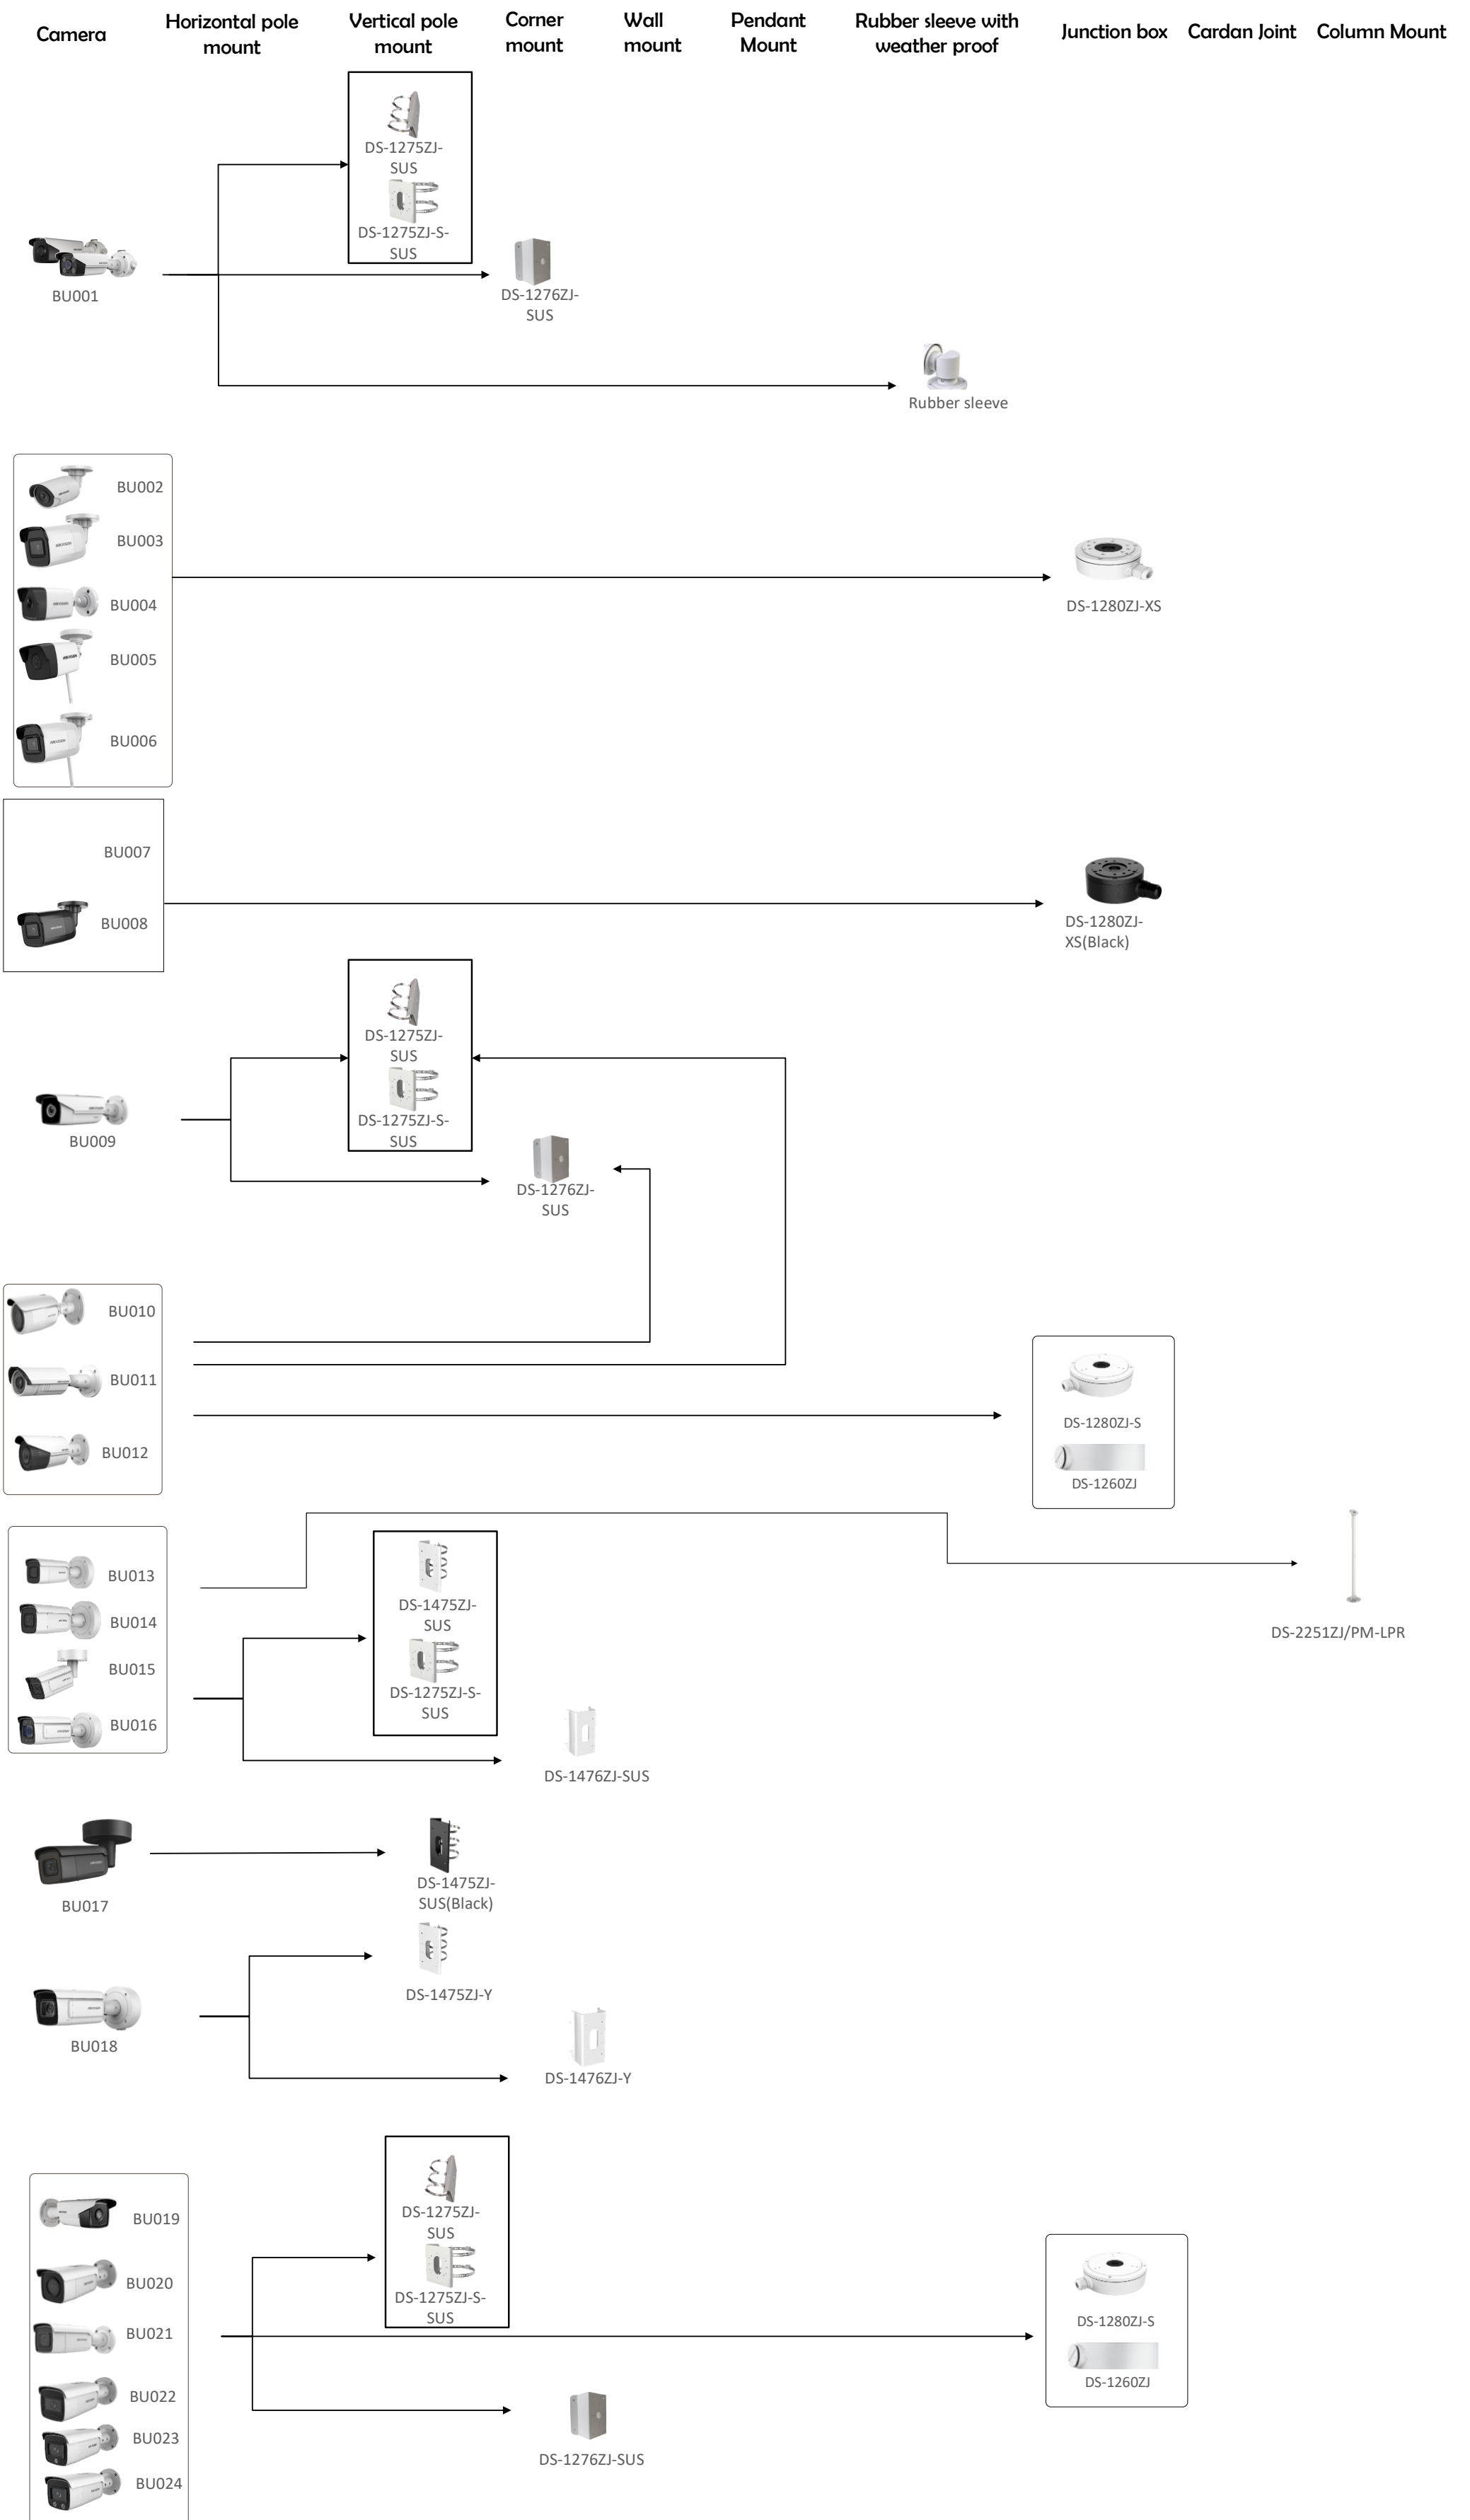 Camera
Horizontal pole
mount
Vertical pole
mount
Corner
mount
Wall
mount
Pendant
Mount
Rubber sleeve with
weather proof
Junction box
Cardan Joint
Column Mount
DS-1275ZJ-
SUS
DS-1275ZJ-S-
SUS
BU001
DS-1276ZJ-
SUS
Rubber sleeve
BU002
BU003
BU004
BU005
BU006
DS-1280ZJ-XS
BU007
BU008
DS-1280ZJ-
XS(Black)
DS-1275ZJ-
SUS
DS-1275ZJ-S-
SUS
BU009
DS-1276ZJ-
SUS
BU010
BU011
BU012
DS-1280ZJ-S
DS-1260ZJ
BU013
BU014
BU015
BU016
DS-1475ZJ-
SUS
DS-1275ZJ-S-
SUS
DS-2251ZJ/PM-LPR
DS-1476ZJ-SUS
BU017
DS-1475ZJ-
SUS(Black)
DS-1475ZJ-Y
BU018
DS-1476ZJ-Y
DS-1275ZJ-
SUS
DS-1275ZJ-S-
SUS
BU019
BU020
BU021
BU022
BU023
BU024
DS-1280ZJ-S
DS-1260ZJ
DS-1276ZJ-SUS